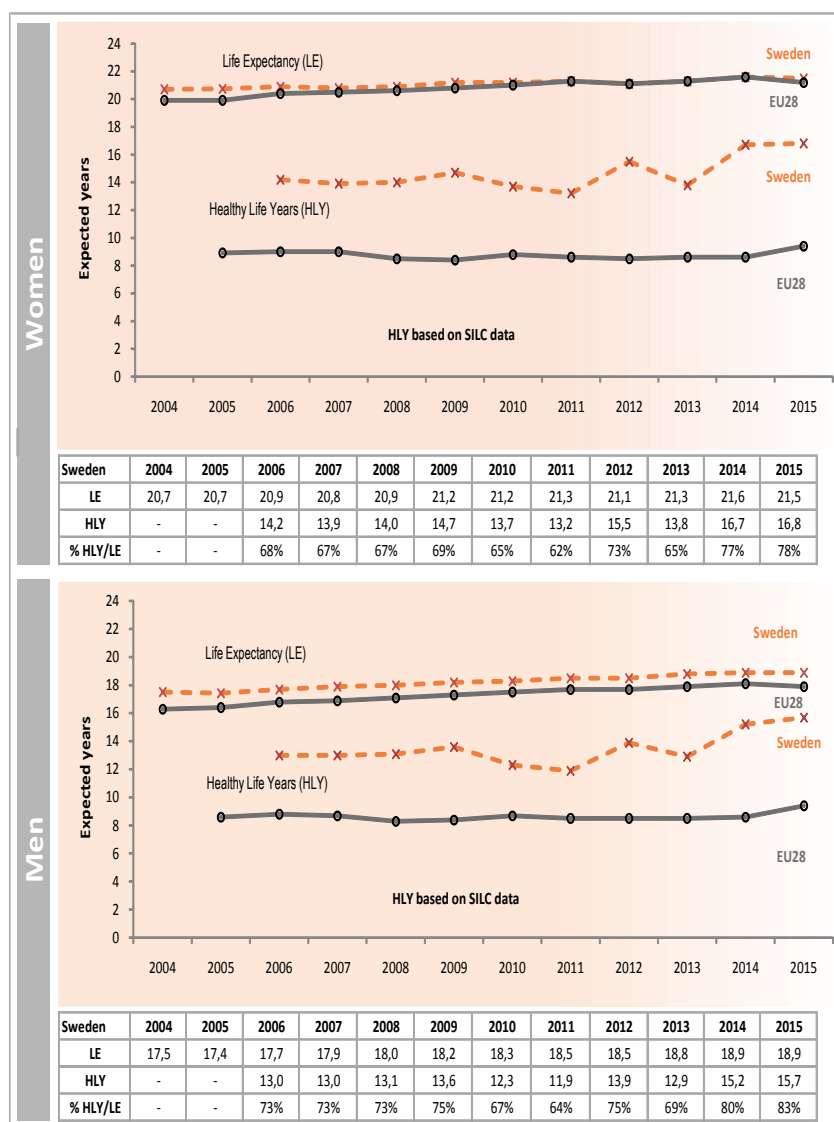 Women
24
22
20
18
16
14
12
10
8
6
4
2
0
Expected years
Life Expectancy (LE)
Sweden
EU28
Sweden
Healthy Life Years (HLY)
EU28
HLY based on SILC data
2004 2005 2006 2007 2008 2009 2010 2011 2012 2013 2014 2015
Sweden 2004 2005 2006 2007 2008 2009 2010 2011 2012 2013 2014 2015
LE 20,7 20,7 20,9 20,8 20,9 21,2 21,2 21,3 21,1 21,3 21,6 21,5
HLY - - 14,2 13,9 14,0 14,7 13,7 13,2 15,5 13,8 16,7 16,8
% HLY/LE - - 68% 67% 67% 69% 65% 62% 73% 65% 77% 78%
Men
24
22
20
18
16
14
12
10
8
6
4
2
0
Expected years
Sweden
Life Expectancy (LE)
EU28
Sweden
Healthy Life Years (HLY)
EU28
HLY based on SILC data
2004 2005 2006 2007 2008 2009 2010 2011 2012 2013 2014 2015
Sweden 2004 2005 2006 2007 2008 2009 2010 2011 2012 2013 2014 2015
LE 17,5 17,4 17,7 17,9 18,0 18,2 18,3 18,5 18,5 18,8 18,9 18,9
HLY - - 13,0 13,0 13,1 13,6 12,3 11,9 13,9 12,9 15,2 15,7
% HLY/LE - - 73% 73% 73% 75% 67% 64% 75% 69% 80% 83%